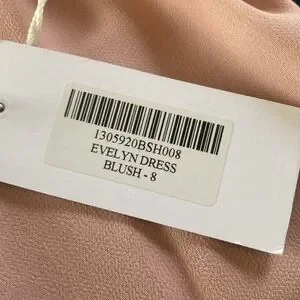 1305920BSH008
EVELYN DRESS
BLUSH - 8